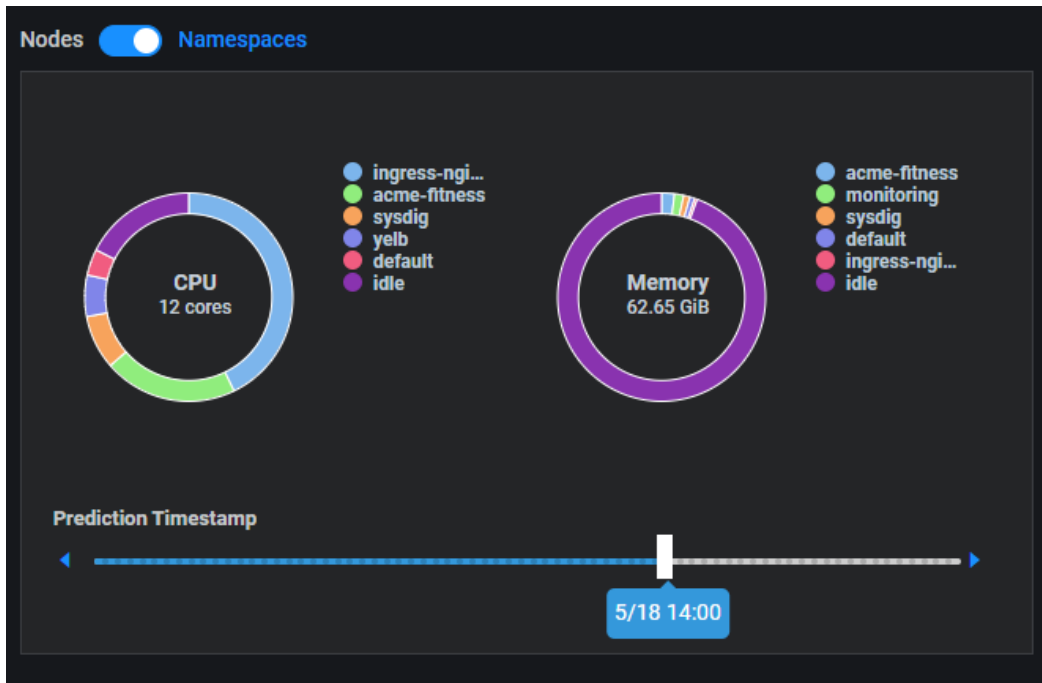 Nodes Namespaces
CPU
12 cores
ingress-ngi...
acme-fitness
sysdig
yelb
default
idle
Memory
62.65 GiB
acme-fitness
monitoring
sysdig
default
ingress-ngi...
idle
Prediction Timestamp
5/18 14:00